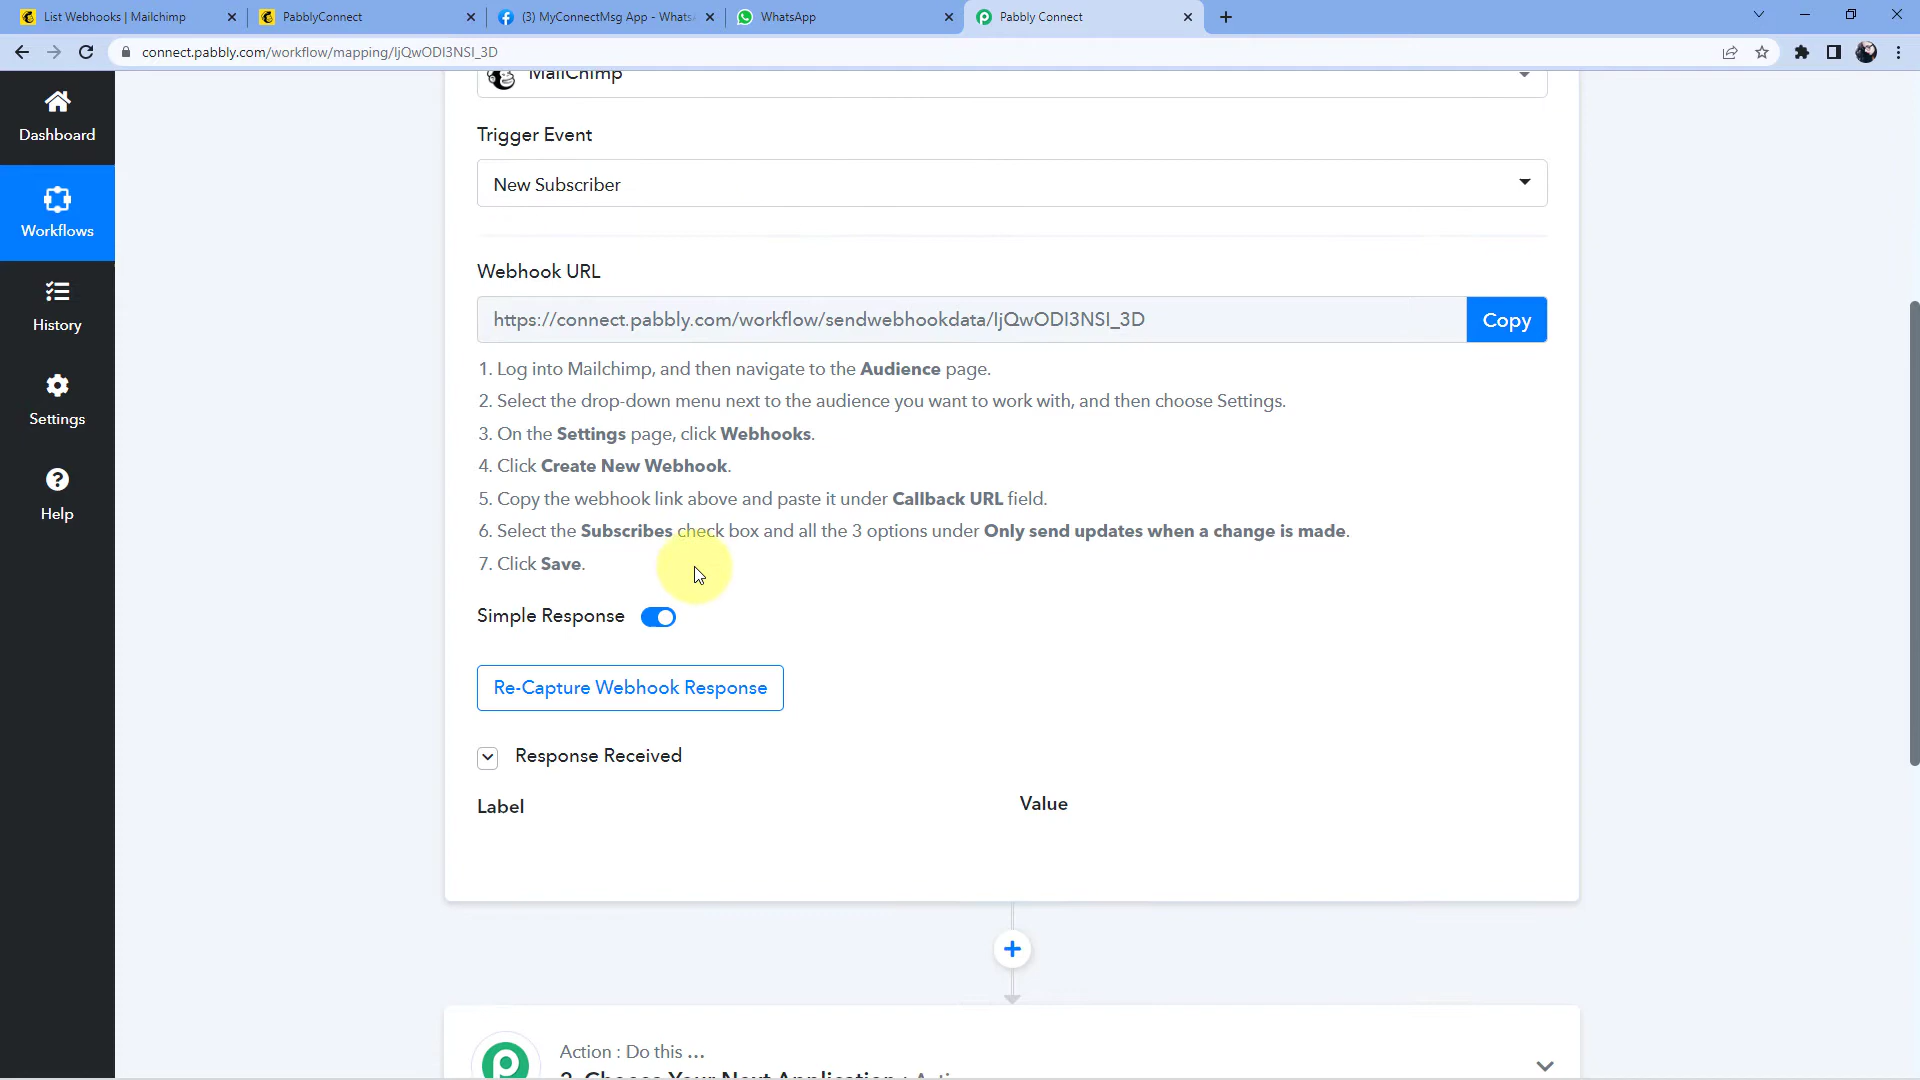 List Webhooks | Mailchimp
PabblyConnect
(3) MyConnectMsg App - Whats
WhatsApp
Pabbly Connect
connect.pabbly.com/workflow/mapping/IjQwODI3NSI_3D
Dashboard
Workflows
History
Settings
Help
MailChimp
Trigger Event
New Subscriber
Webhook URL
https://connect.pabbly.com/workflow/sendwebhookdata/IjQwODI3NSI_3D
Copy
1. Log into Mailchimp, and then navigate to the Audience page.
2. Select the drop-down menu next to the audience you want to work with, and then choose Settings.
3. On the Settings page, click Webhooks.
4. Click Create New Webhook.
5. Copy the webhook link above and paste it under Callback URL field.
6. Select the Subscribes check box and all the 3 options under Only send updates when a change is made.
7. Click Save.
Simple Response
Re-Capture Webhook Response
Response Received
Label
Value
Action : Do this ...
2. Choose Your Next Application :